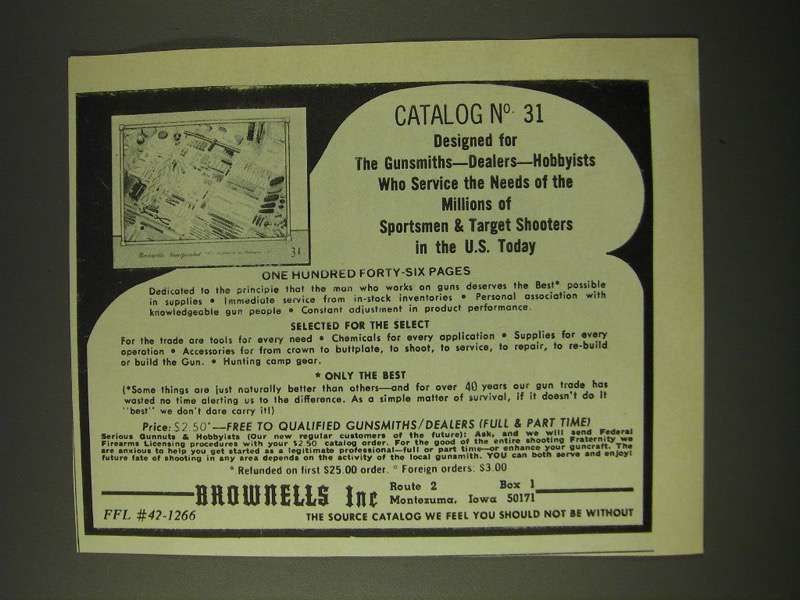 CATALOG No. 31
Designed for
The Gunsmiths—Dealers—Hobbyists
Who Service the Needs of the
Millions of
Sportsmen & Target Shooters
in the U.S. Today
Brownells Incorporated
31
ONE HUNDRED FORTY-SIX PAGES
Dedicated to the principle that the man who works on guns deserves the Best* possible
in supplies • Immediate service from in-stock inventories • Personal association with
knowledgeable gun people • Constant adjustment in product performance.
SELECTED FOR THE SELECT
For the trade are tools for every need • Chemicals for every application • Supplies for every
operation • Accessories for from crown to buttplate, to shoot, to service, to repair, to re-build
or build the Gun. • Hunting camp gear.
* ONLY THE BEST
(*Some things are just naturally better than others—and for over 40 years our gun trade has
wasted no time alerting us to the difference. As a simple matter of survival, if it doesn't do it
"best" we don't dare carry it!)
Price: $2.50*—FREE TO QUALIFIED GUNSMITHS/DEALERS (FULL & PART TIME)
Serious Gunnuts & Hobbyists (Our new regular customers of the future): Ask, and we will send Federal
Firearms Licensing procedures with your $2.50 catalog order. For the good of the entire shooting Fraternity we
are anxious to help you get started as a legitimate professional—full or part time—or enhance your guncraft. The
future fate of shooting in any area depends on the activity of the local gunsmith. YOU can both serve and enjoy!
* Refunded on first $25.00 order. * Foreign orders: $3.00
BROWNELLS Inc
Route 2 Box 1
Montezuma, Iowa 50171
FFL #42-1266
THE SOURCE CATALOG WE FEEL YOU SHOULD NOT BE WITHOUT